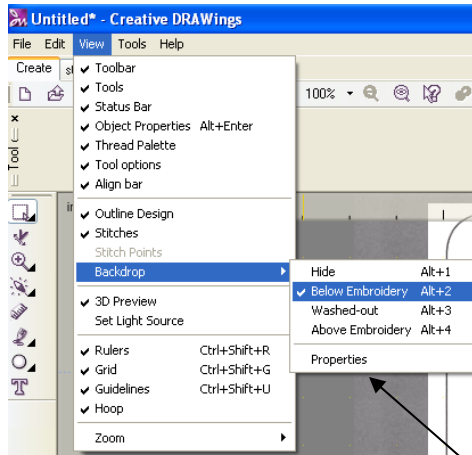 Untitled* - Creative DRAWings
File Edit View Tools Help
Create
100%
Tool
Toolbar
Tools
Status Bar
Object Properties Alt+Enter
Thread Palette
Tool options
Align bar
Outline Design
Stitches
Stitch Points
Backdrop
3D Preview
Set Light Source
Rulers Ctrl+Shift+R
Grid Ctrl+Shift+G
Guidelines Ctrl+Shift+U
Hoop
Zoom
Hide Alt+1
Below Embroidery Alt+2
Washed-out Alt+3
Above Embroidery Alt+4
Properties